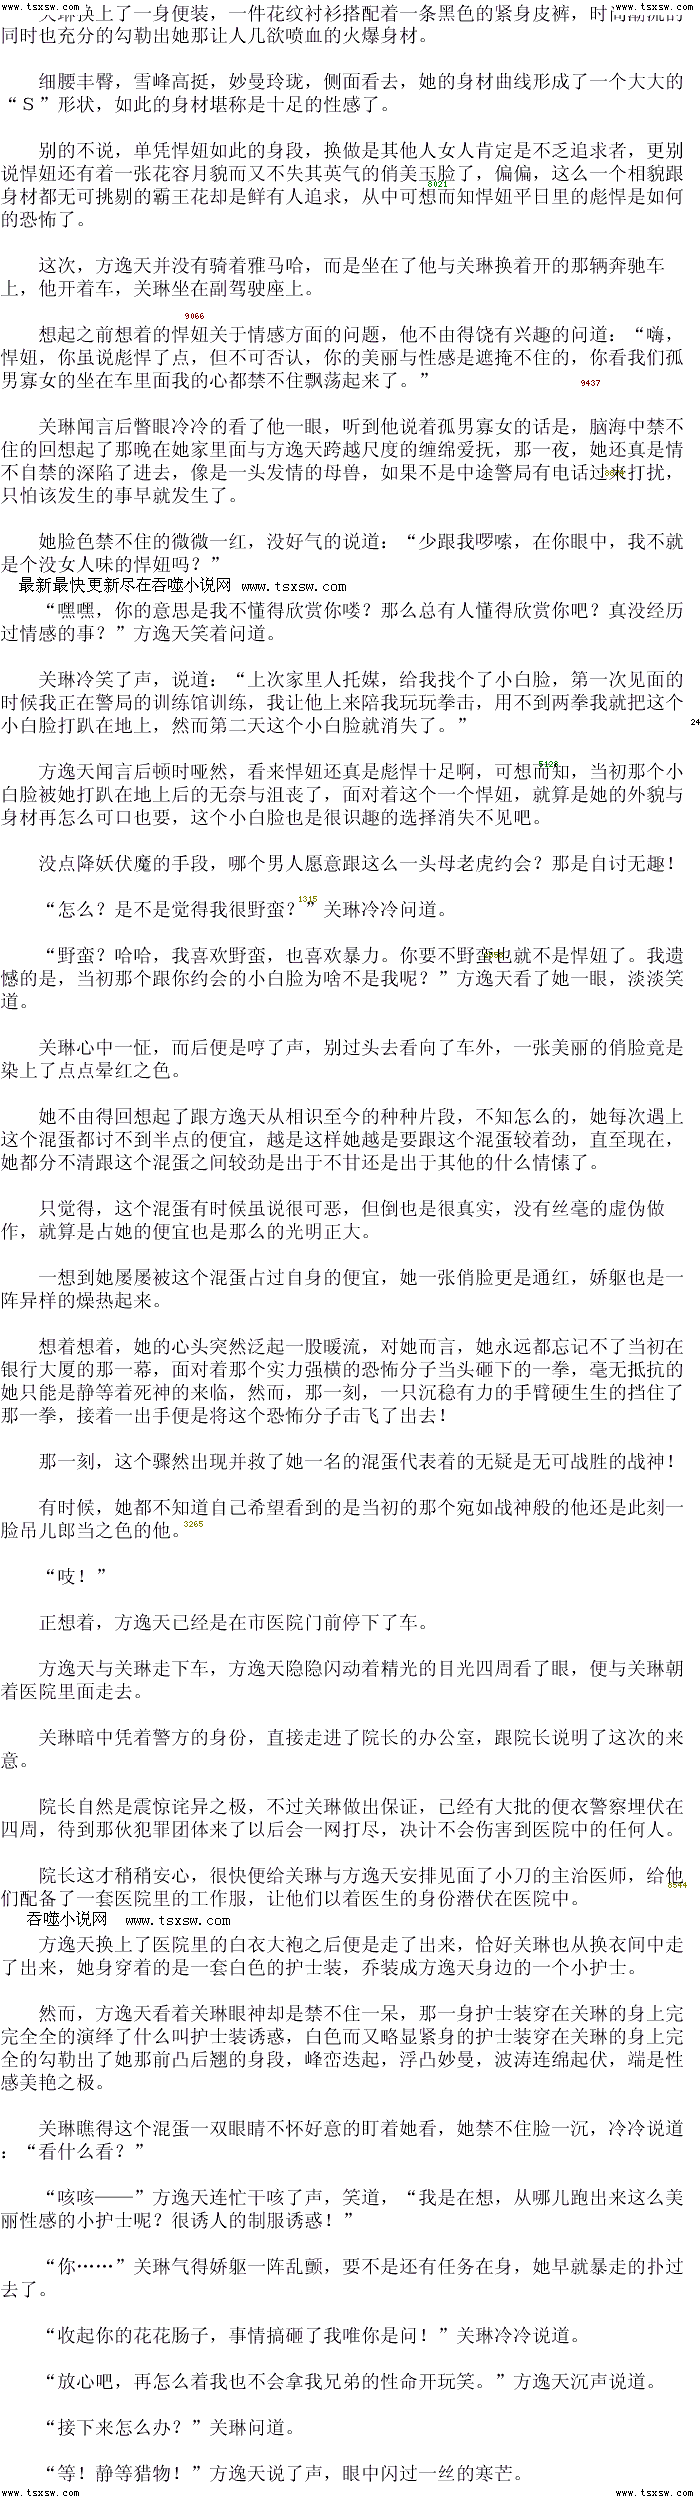 www.tsxsw.com www.tsxsw.com
关琳换上了一身便装，一件花纹衬衫搭配着一条黑色的紧身皮裤，时尚潮流的
同时也充分的勾勒出她那让人几欲喷血的火爆身材。
细腰丰臀，雪峰高挺，妙曼玲珑，侧面看去，她的身材曲线形成了一个大大的
“Ｓ”形状，如此的身材堪称是十足的性感了。
别的不说，单凭悍妞如此的身段，换做是其他人女人肯定是不乏追求者，更别
说悍妞还有着一张花容月貌而又不失其英气的俏美玉脸了，偏偏，这么一个相貌跟
8021
身材都无可挑剔的霸王花却是鲜有人追求，从中可想而知悍妞平日里的彪悍是如何
的恐怖了。
这次，方逸天并没有骑着雅马哈，而是坐在了他与关琳换着开的那辆奔驰车
上，他开着车，关琳坐在副驾驶座上。
9066
想起之前想着的悍妞关于情感方面的问题，他不由得饶有兴趣的问道：“嗨，
悍妞，你虽说彪悍了点，但不可否认，你的美丽与性感是遮掩不住的，你看我们孤
男寡女的坐在车里面我的心都禁不住飘荡起来了。”
9437
关琳闻言后瞥眼冷冷的看了他一眼，听到他说着孤男寡女的话是，脑海中禁不
住的回想起了那晚在她家里面与方逸天跨越尺度的缠绵爱抚，那一夜，她还真是情
不自禁的深陷了进去，像是一头发情的母兽，如果不是中途警局有电话过来打扰，
只怕该发生的事早就发生了。
她脸色禁不住的微微一红，没好气的说道：“少跟我啰嗦，在你眼中，我不就
是个没女人味的悍妞吗？”
最新最快更新尽在吞噬小说网 www.tsxsw.com
“嘿嘿，你的意思是我不懂得欣赏你喽？那么总有人懂得欣赏你吧？真没经历
过情感的事？”方逸天笑着问道。
关琳冷笑了声，说道：“上次家里人托媒，给我找个了小白脸，第一次见面的
时候我正在警局的训练馆训练，我让他上来陪我玩玩拳击，用不到两拳我就把这个
小白脸打趴在地上，然而第二天这个小白脸就消失了。”
24
方逸天闻言后顿时哑然，看来悍妞还真是彪悍十足啊，可想而知，当初那个小
白脸被她打趴在地上后的无奈与沮丧了，面对着这个一个悍妞，就算是她的外貌与
身材再怎么可口也要，这个小白脸也是很识趣的选择消失不见吧。
没点降妖伏魔的手段，哪个男人愿意跟这么一头母老虎约会？那是自讨无趣！
1315
“怎么？是不是觉得我很野蛮？”关琳冷冷问道。
“野蛮？哈哈，我喜欢野蛮，也喜欢暴力。你要不野蛮也就不是悍妞了。我遗
憾的是，当初那个跟你约会的小白脸为啥不是我呢？”方逸天看了她一眼，淡淡笑
道。
关琳心中一怔，而后便是哼了声，别过头去看向了车外，一张美丽的俏脸竟是
染上了点点晕红之色。
她不由得回想起了跟方逸天从相识至今的种种片段，不知怎么的，她每次遇上
这个混蛋都讨不到半点的便宜，越是这样她越是要跟这个混蛋较着劲，直至现在，
她都分不清跟这个混蛋之间较劲是出于不甘还是出于其他的什么情愫了。
只觉得，这个混蛋有时候虽说很可恶，但倒也是很真实，没有丝毫的虚伪做
作，就算是占她的便宜也是那么的光明正大。
一想到她屡屡被这个混蛋占过自身的便宜，她一张俏脸更是通红，娇躯也是一
阵异样的燥热起来。
想着想着，她的心头突然泛起一股暖流，对她而言，她永远都忘记不了当初在
银行大厦的那一幕，面对着那个实力强横的恐怖分子当头砸下的一拳，毫无抵抗的
她只能是静等着死神的来临，然而，那一刻，一只沉稳有力的手臂硬生生的挡住了
那一拳，接着一出手便是将这个恐怖分子击飞了出去！
那一刻，这个骤然出现并救了她一名的混蛋代表着的无疑是无可战胜的战神！
有时候，她都不知道自己希望看到的是当初的那个宛如战神般的他还是此刻一
脸吊儿郎当之色的他。
3265
“吱！”
正想着，方逸天已经是在市医院门前停下了车。
方逸天与关琳走下车，方逸天隐隐闪动着精光的目光四周看了眼，便与关琳朝
着医院里面走去。
关琳暗中凭着警方的身份，直接走进了院长的办公室，跟院长说明了这次的来
意。
院长自然是震惊诧异之极，不过关琳做出保证，已经有大批的便衣警察埋伏在
四周，待到那伙犯罪团体来了以后会一网打尽，决计不会伤害到医院中的任何人。
院长这才稍稍安心，很快便给关琳与方逸天安排见面了小刀的主治医师，给他
8544
们配备了一套医院里的工作服，让他们以着医生的身份潜伏在医院中。
吞噬小说网 www.tsxsw.com
方逸天换上了医院里的白衣大袍之后便是走了出来，恰好关琳也从换衣间中走
了出来，她身穿着的是一套白色的护士装，乔装成方逸天身边的一个小护士。
然而，方逸天看着关琳眼神却是禁不住一呆，那一身护士装穿在关琳的身上完
完全全的演绎了什么叫护士装诱惑，白色而又略显紧身的护士装穿在关琳的身上完
全的勾勒出了她那前凸后翘的身段，峰峦迭起，浮凸妙曼，波涛连绵起伏，端是性
感美艳之极。
关琳瞧得这个混蛋一双眼睛不怀好意的盯着她看，她禁不住脸一沉，冷冷说道
：“看什么看？”
“咳咳——”方逸天连忙干咳了声，笑道，“我是在想，从哪儿跑出来这么美
丽性感的小护士呢？很诱人的制服诱惑！”
“你……”关琳气得娇躯一阵乱颤，要不是还有任务在身，她早就暴走的扑过
去了。
“收起你的花花肠子，事情搞砸了我唯你是问！”关琳冷冷说道。
“放心吧，再怎么着我也不会拿我兄弟的性命开玩笑。”方逸天沉声说道。
“接下来怎么办？”关琳问道。
“等！静等猎物！”方逸天说了声，眼中闪过一丝的寒芒。
www.tsxsw.com www.tsxsw.com